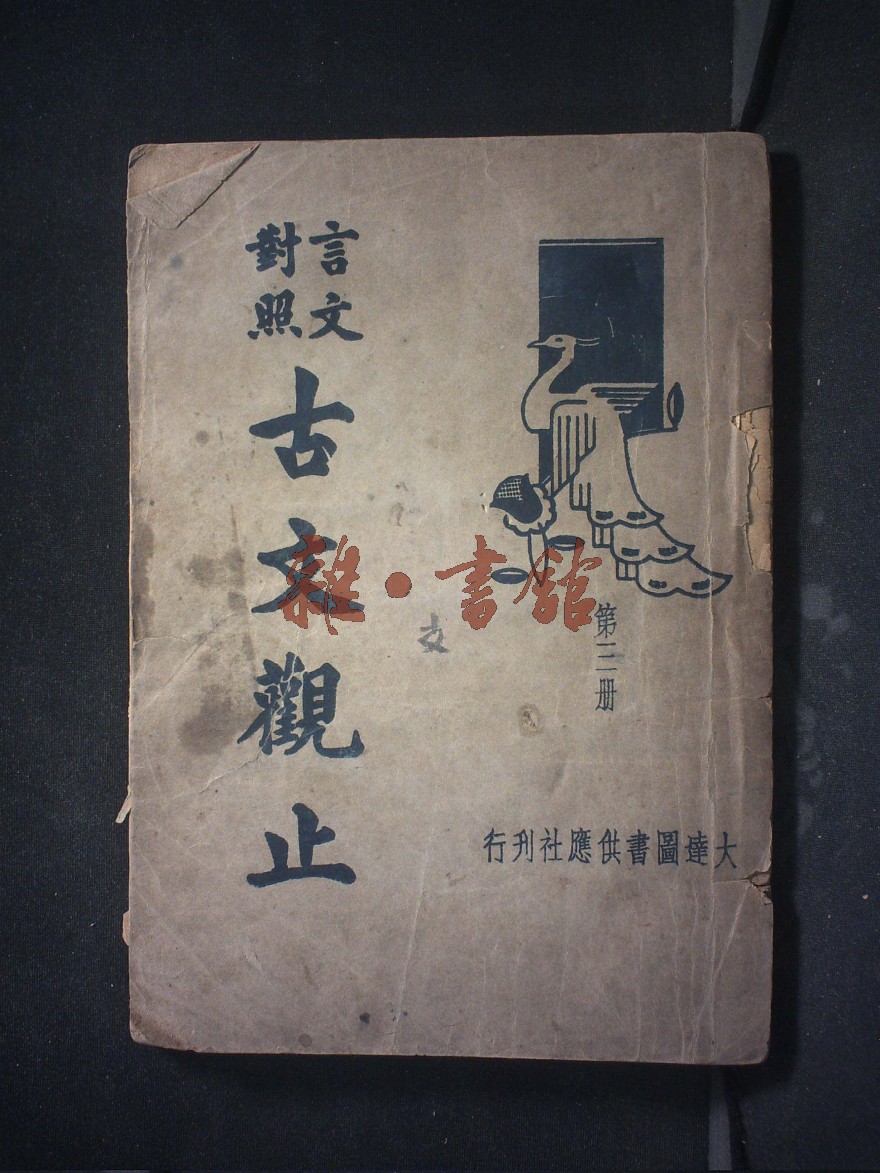 言文
對照
古文觀止
第三册
大達圖書供應社刊行
雜·書館